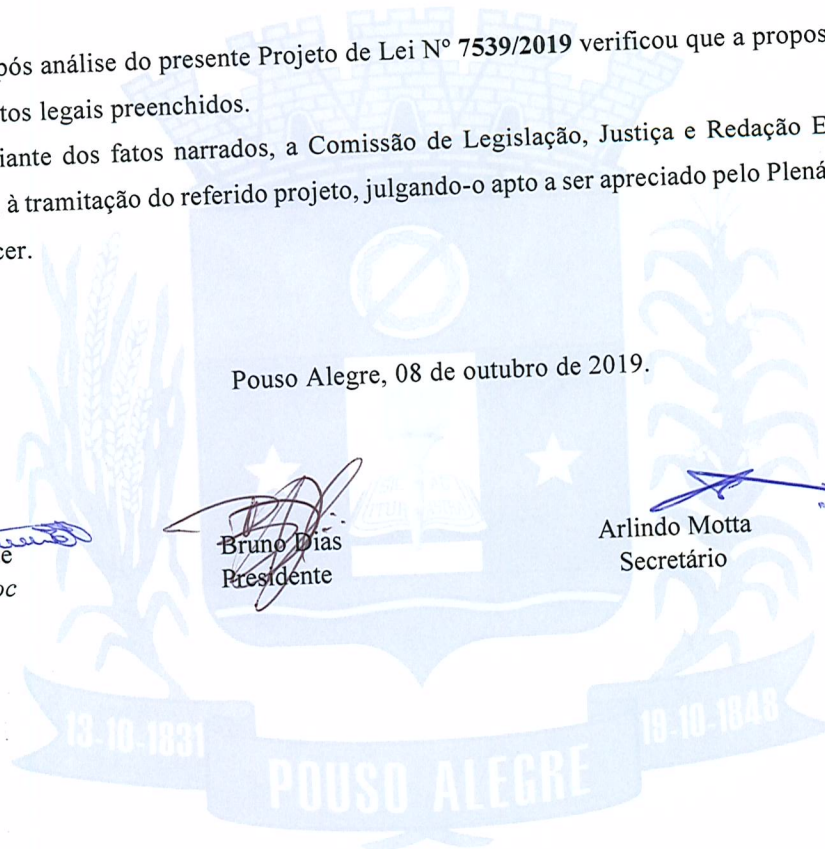 pós análise do presente Projeto de Lei Nº 7539/2019 verificou que a propos
tos legais preenchidos.
iante dos fatos narrados, a Comissão de Legislação, Justiça e Redação E
à tramitação do referido projeto, julgando-o apto a ser apreciado pelo Plená
cer.
Pouso Alegre, 08 de outubro de 2019.
e
oc
Bruno Dias
Presidente
Arlindo Motta
Secretário
13-10-1831
19-10-1848
POUSO ALEGRE